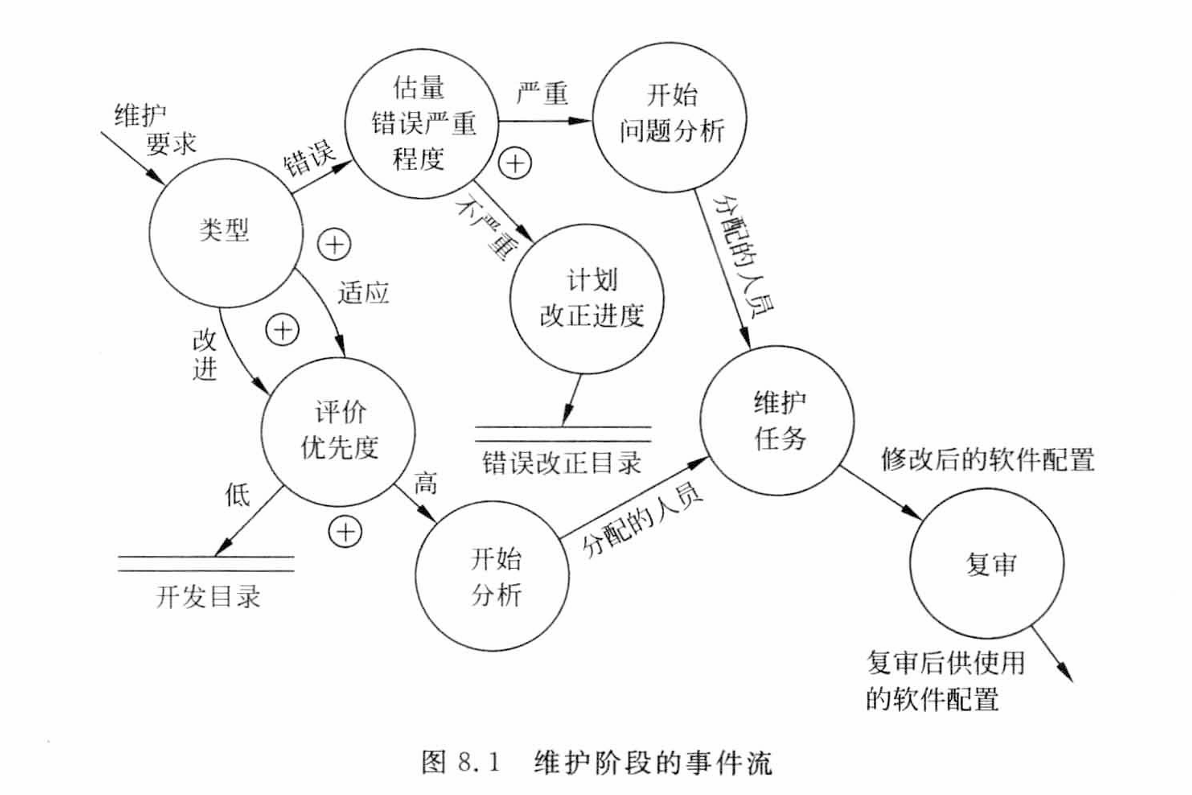 维护
要求
类型
错误
估量
错误严重
程度
严重
开始
问题分析
不严重
计划
改正进度
错误改正目录
分配的人员
适应
改
进
评价
优先度
低
开发目录
高
开始
分析
分配的人员
维护
任务
修改后的软件配置
复审
复审后供使用
的软件配置
图 8.1 维护阶段的事件流